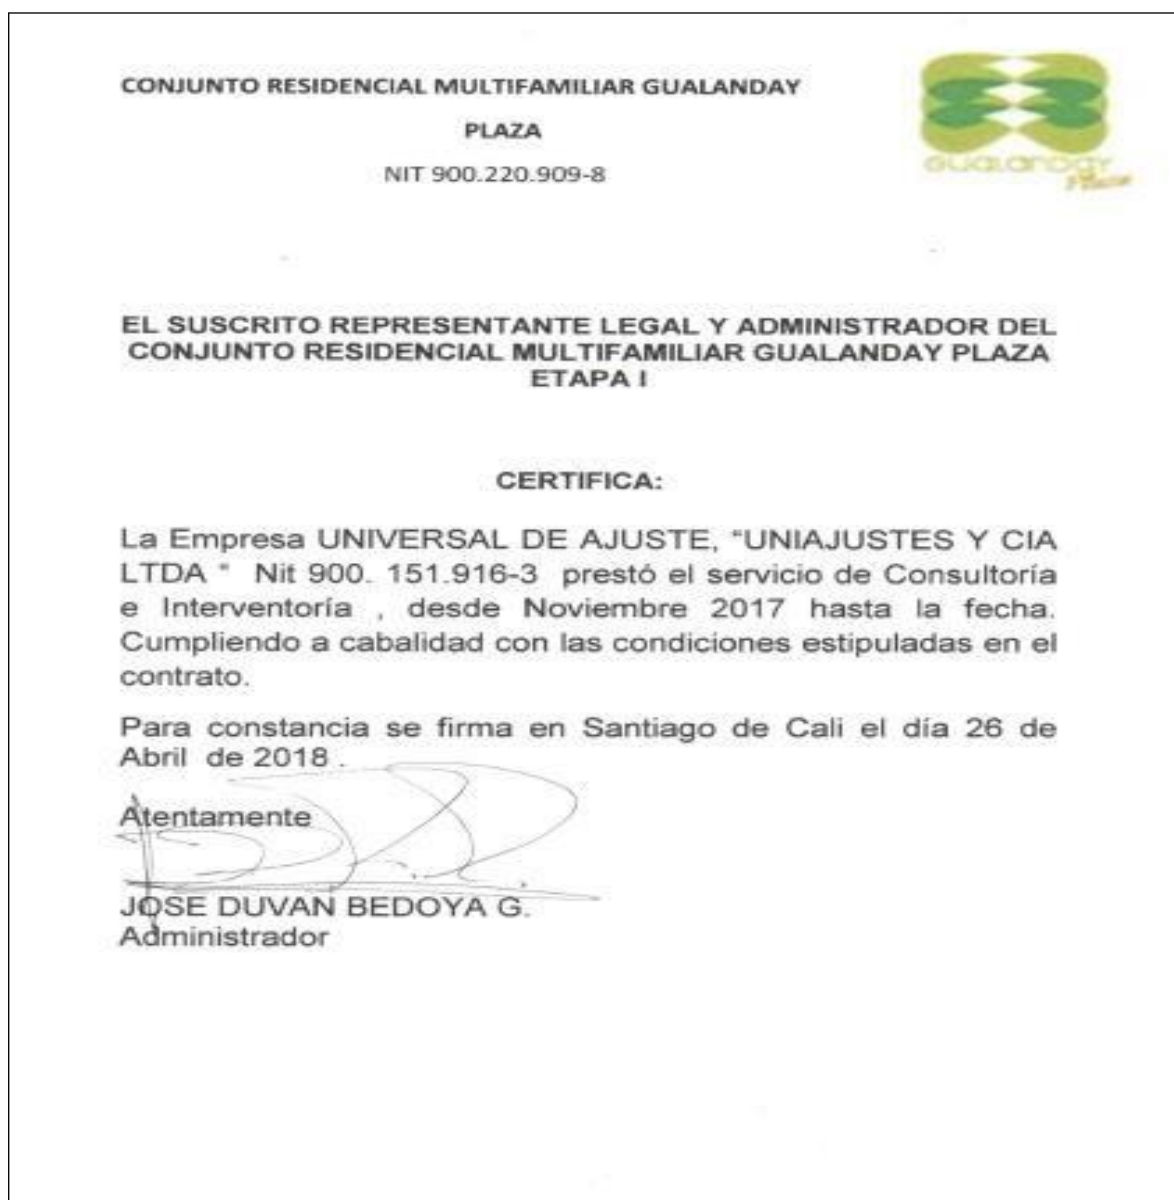 CONJUNTO RESIDENCIAL MULTIFAMILIAR GUALANDAY
PLAZA
NIT 900.220.909-8
GUALANDAY
Plaza
EL SUSCRITO REPRESENTANTE LEGAL Y ADMINISTRADOR DEL
CONJUNTO RESIDENCIAL MULTIFAMILIAR GUALANDAY PLAZA
ETAPA I
CERTIFICA:
La Empresa UNIVERSAL DE AJUSTE, “UNIAJUSTES Y CIA
LTDA “ Nit 900. 151.916-3 prestó el servicio de Consultoría
e Interventoría , desde Noviembre 2017 hasta la fecha.
Cumpliendo a cabalidad con las condiciones estipuladas en el
contrato.
Para constancia se firma en Santiago de Cali el día 26 de
Abril de 2018 .
Atentamente
JOSE DUVAN BEDOYA G.
Administrador